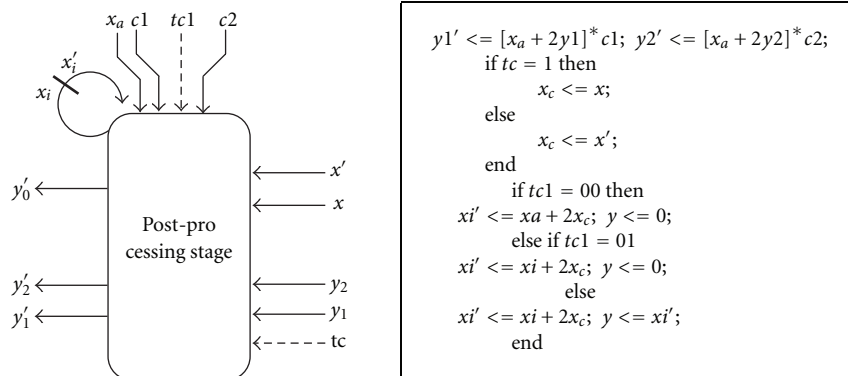 x_a c1 tc1 c2
x_i'
x_i
x'
y_0'
x
Post-pro
cessing stage
y_2'
y_2
y_1'
y_1
tc
y1' <= [x_a + 2y1]*c1; y2' <= [x_a + 2y2]*c2;
if tc = 1 then
x_c <= x;
else
x_c <= x';
end
if tc1 = 00 then
xi' <= xa + 2x_c; y <= 0;
else if tc1 = 01
xi' <= xi + 2x_c; y <= 0;
else
xi' <= xi + 2x_c; y <= xi';
end